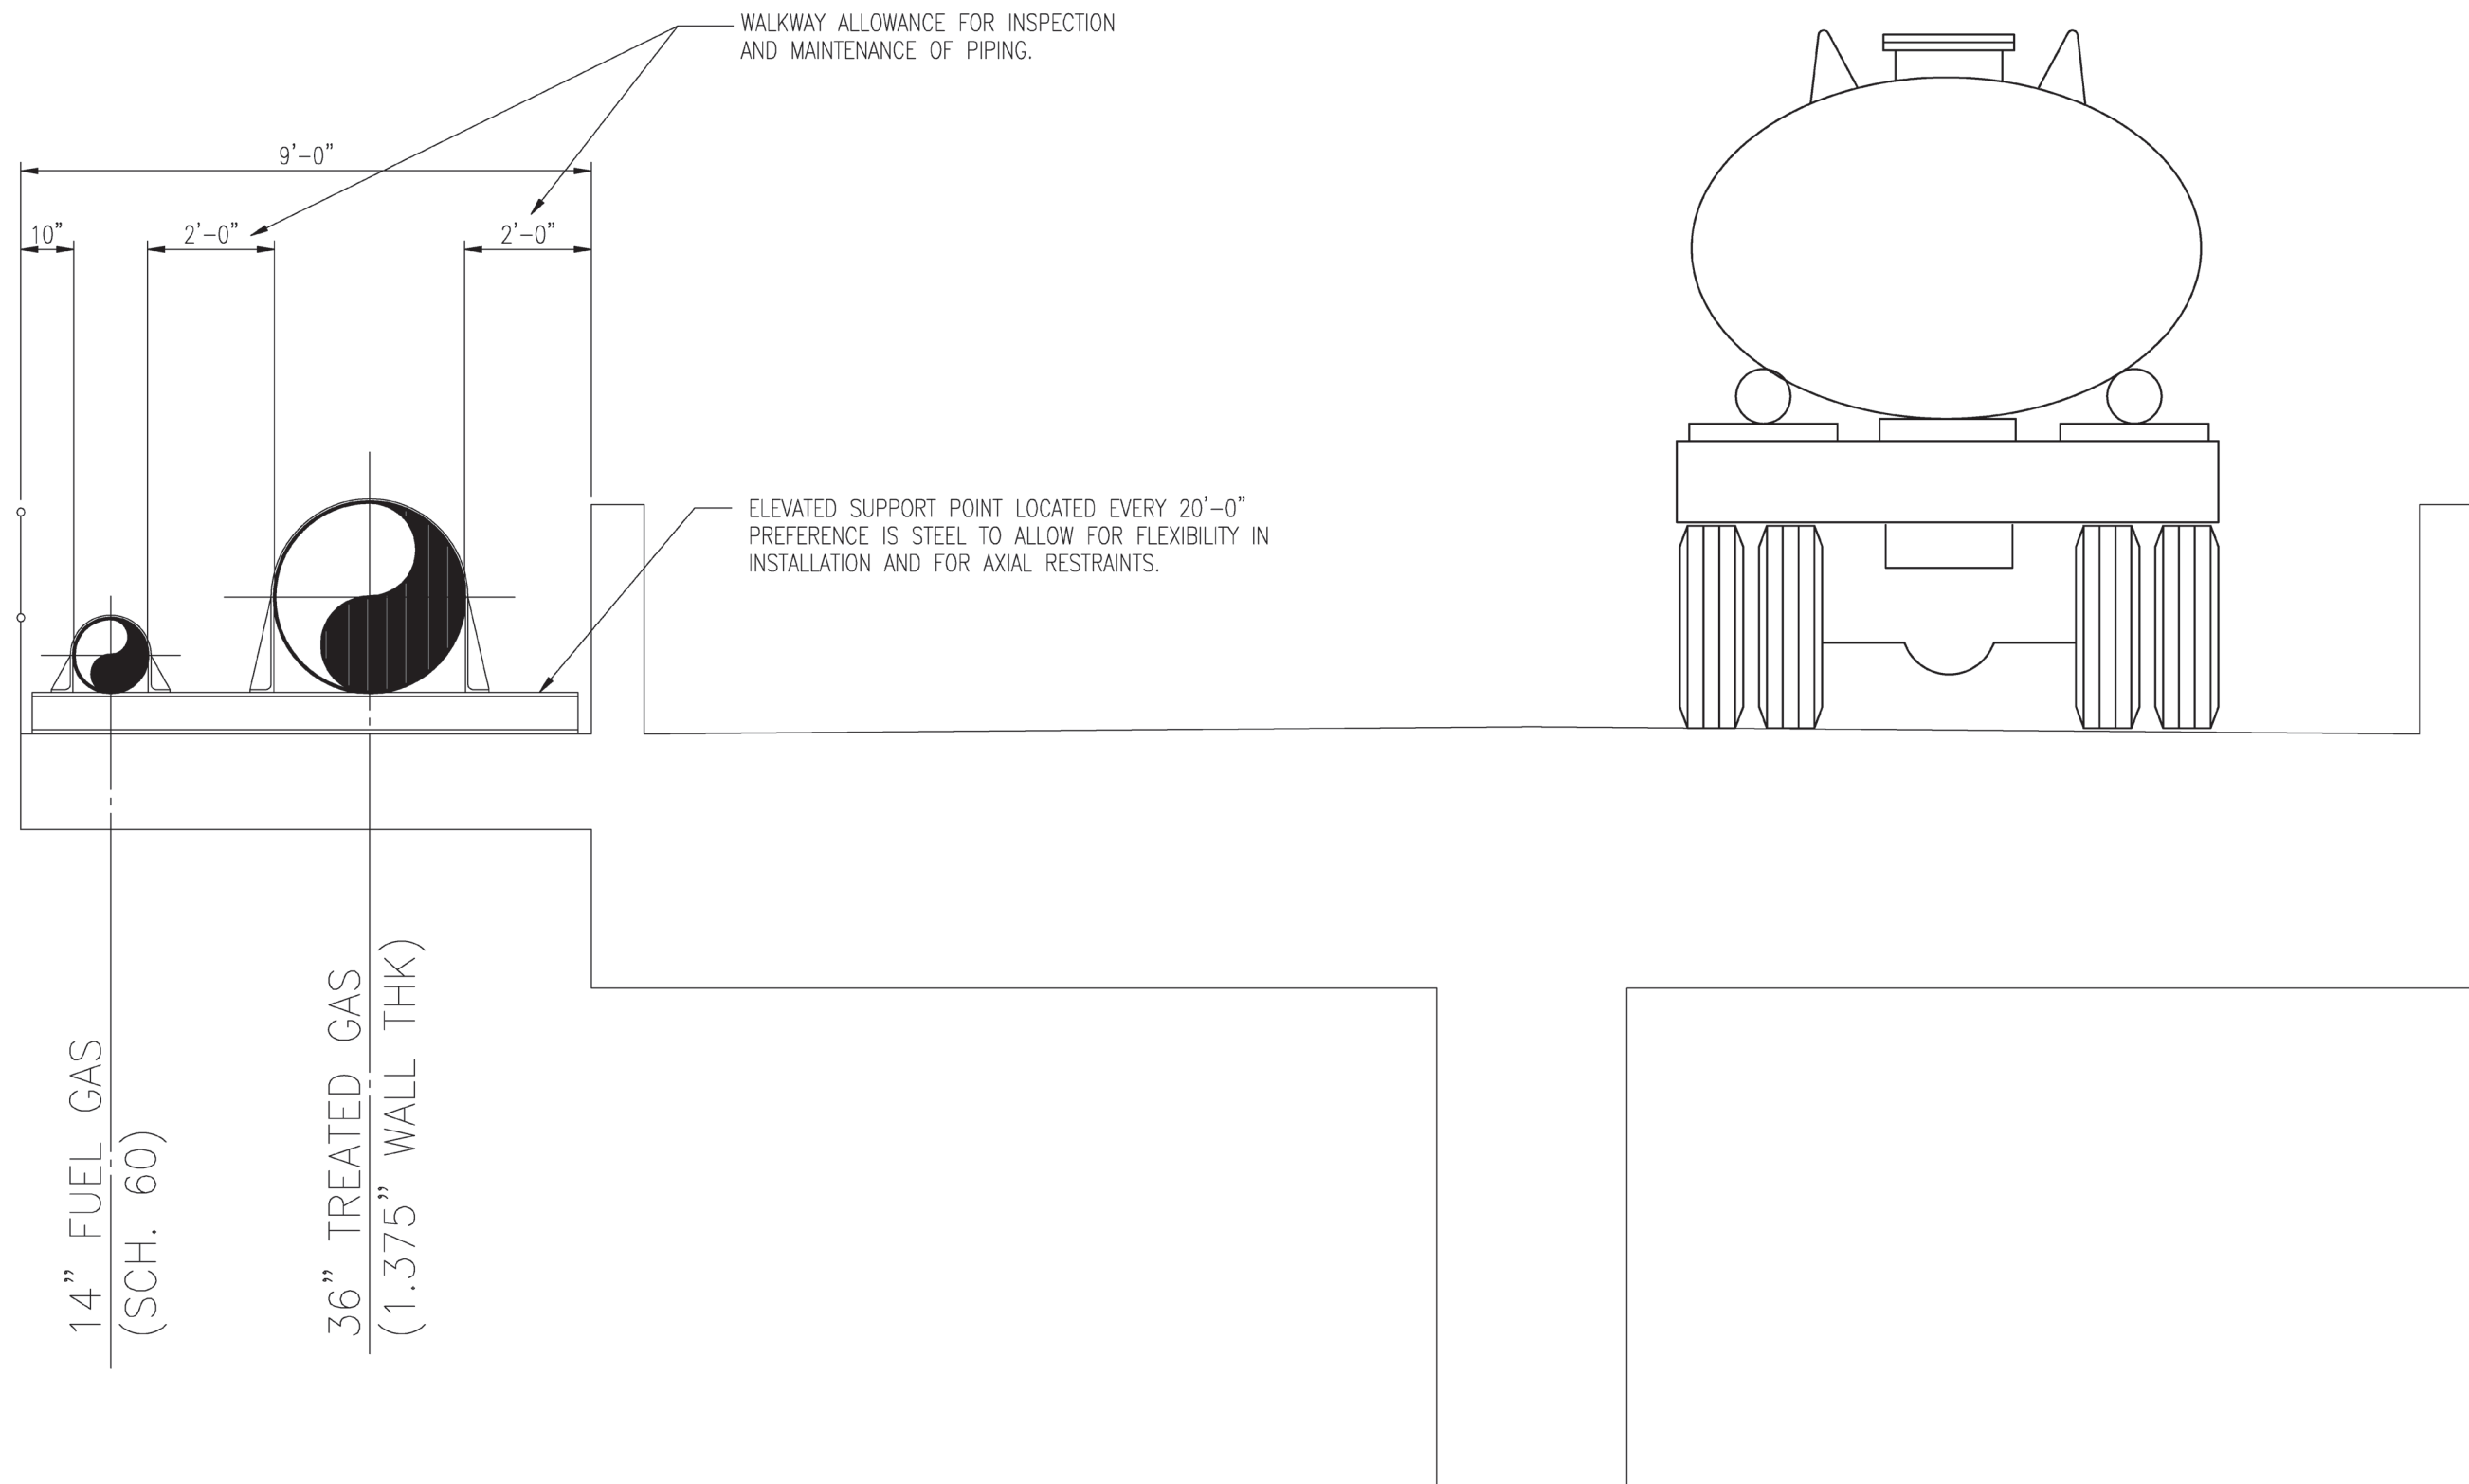 WALKWAY ALLOWANCE FOR INSPECTION
AND MAINTENANCE OF PIPING.
9'-0"
10"
2'-0"
2'-0"
ELEVATED SUPPORT POINT LOCATED EVERY 20'-0"
PREFERENCE IS STEEL TO ALLOW FOR FLEXIBILITY IN
INSTALLATION AND FOR AXIAL RESTRAINTS.
14" FUEL GAS
(SCH. 60)
36" TREATED GAS
(1.375" WALL THK)